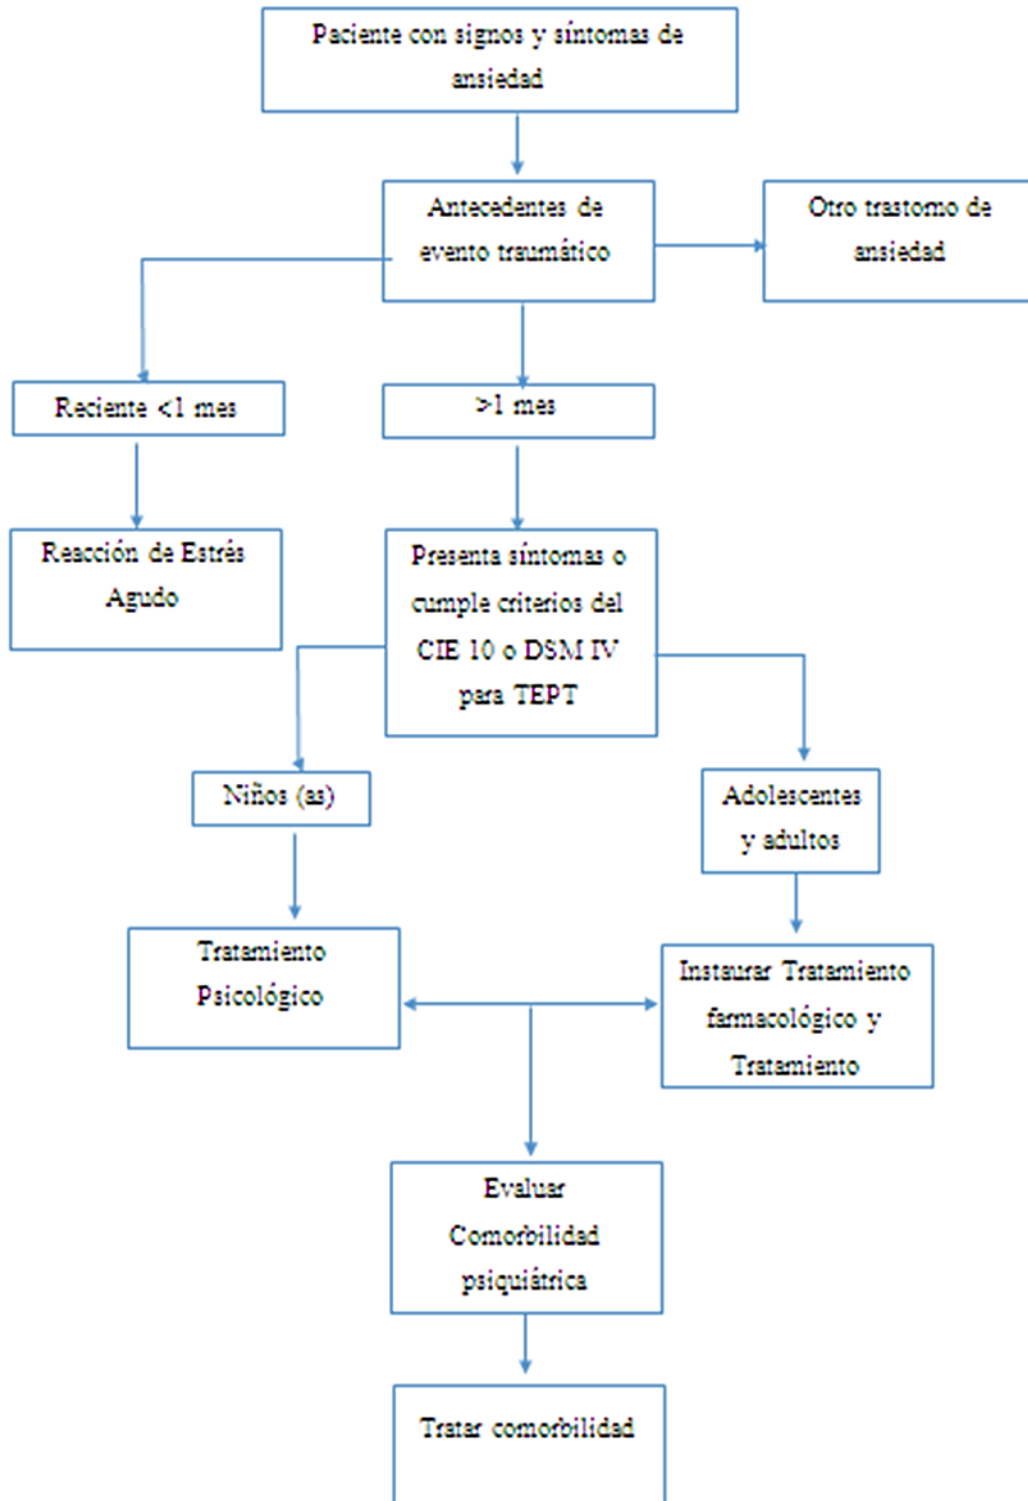 Paciente con signos y síntomas de
ansiedad
Antecedentes de
evento traumático
Otro trastorno de
ansiedad
Reciente <1 mes
>1 mes
Reacción de Estrés
Agudo
Presenta síntomas o
cumple criterios del
CIE 10 o DSM IV
para TEPT
Niños (as)
Adolescentes
y adultos
Tratamiento
Psicológico
Instaurar Tratamiento
farmacológico y
Tratamiento
Evaluar
Comorbilidad
psiquiátrica
Tratar comorbilidad